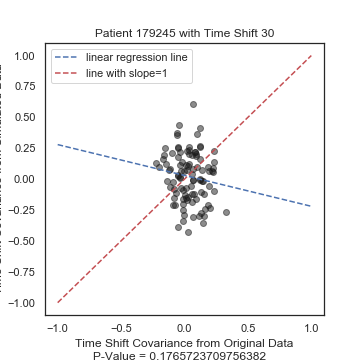 Patient 179245 with Time Shift 30
linear regression line
line with slope=1
1.00
0.75
0.50
0.25
0.00
−0.25
−0.50
−0.75
−1.00
−1.0
−0.5
0.0
0.5
1.0
Time Shift Covariance from Original Data
P-Value = 0.1765723709756382